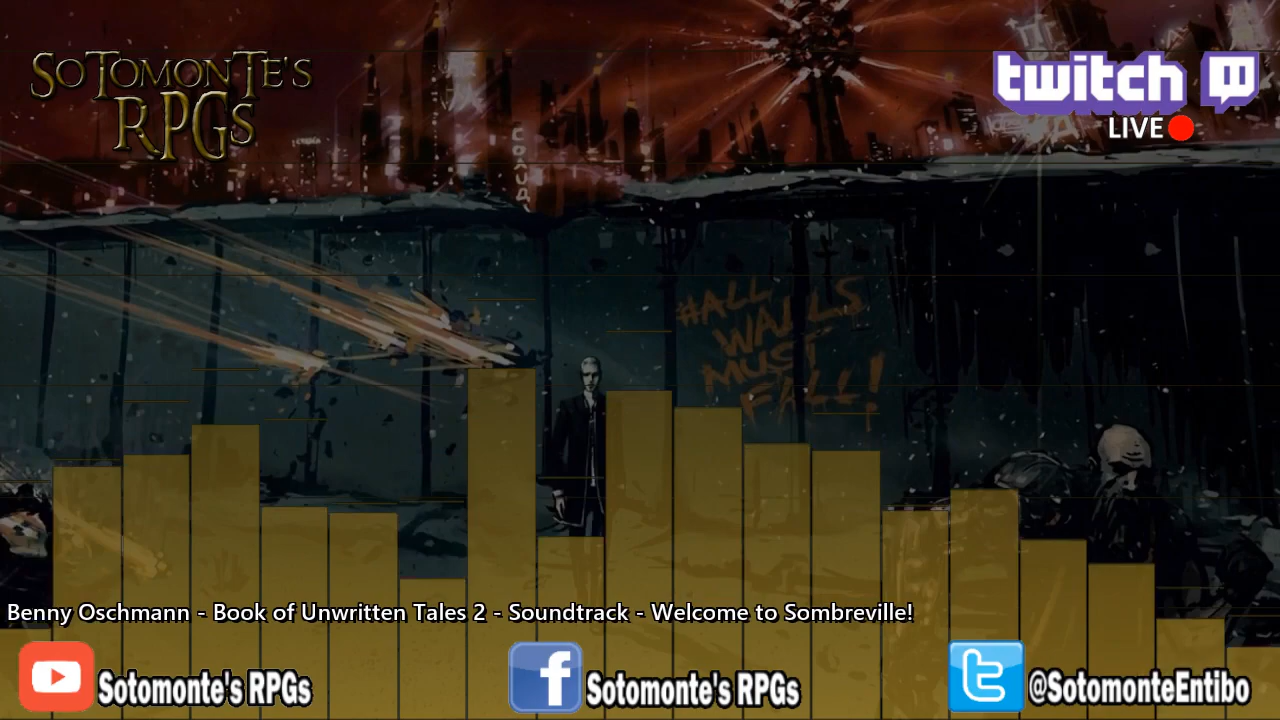 SOTOMONTE'S
RPGS
twitch
LIVE
#ALL
WALLS
MUST
FALL!
Benny Oschmann - Book of Unwritten Tales 2 - Soundtrack - Welcome to Sombreville!
Sotomonte's RPGs
Sotomonte's RPGs
@SotomonteEntibo